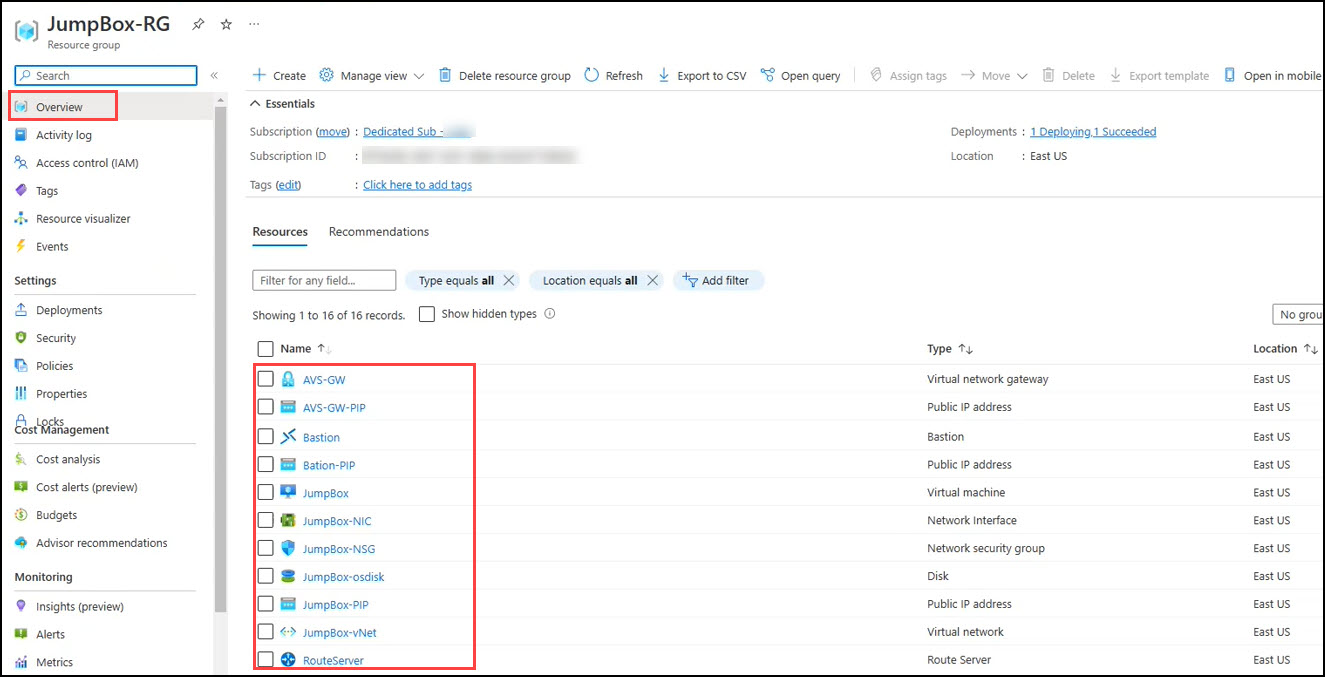 JumpBox-RG ...
Resource group
Search «
Overview
Activity log
Access control (IAM)
Tags
Resource visualizer
Events
Settings
Deployments
Security
Policies
Properties
Locks
Cost Management
Cost analysis
Cost alerts (preview)
Budgets
Advisor recommendations
Monitoring
Insights (preview)
Alerts
Metrics
Create Manage view Delete resource group Refresh Export to CSV Open query Assign tags Move Delete Export template Open in mobile
Essentials
Subscription (move) : Dedicated Sub - Deployments : 1 Deploying,1 Succeeded
Subscription ID : Location : East US
Tags (edit) : Click here to add tags
Resources Recommendations
Filter for any field... Type equals all Location equals all Add filter
Showing 1 to 16 of 16 records. Show hidden types No grou
Name Type Location
AVS-GW Virtual network gateway East US
AVS-GW-PIP Public IP address East US
Bastion Bastion East US
Bation-PIP Public IP address East US
JumpBox Virtual machine East US
JumpBox-NIC Network Interface East US
JumpBox-NSG Network security group East US
JumpBox-osdisk Disk East US
JumpBox-PIP Public IP address East US
JumpBox-vNet Virtual network East US
RouteServer Route Server East US